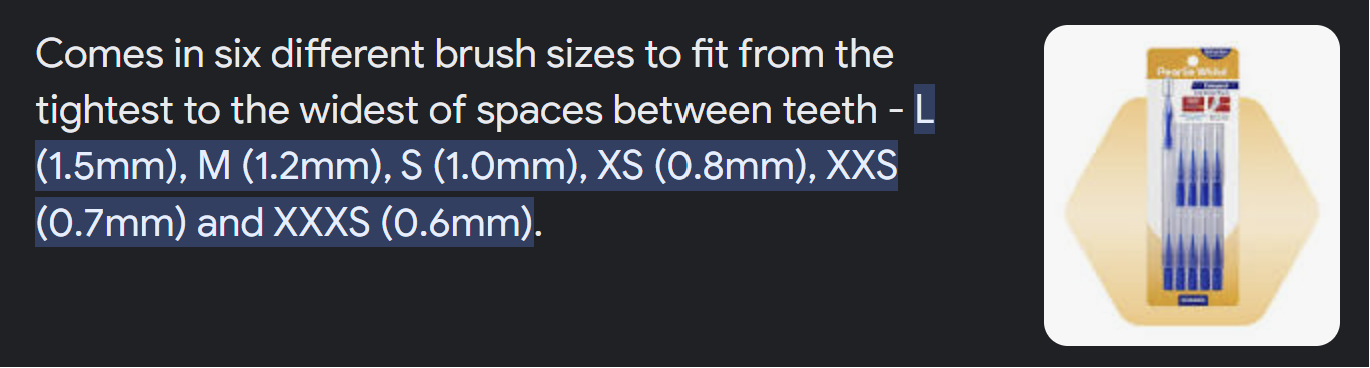 Comes in six different brush sizes to fit from the
tightest to the widest of spaces between teeth - L
(1.5mm), M (1.2mm), S (1.0mm), XS (0.8mm), XXS
(0.7mm) and XXXS (0.6mm).
Pearlie White